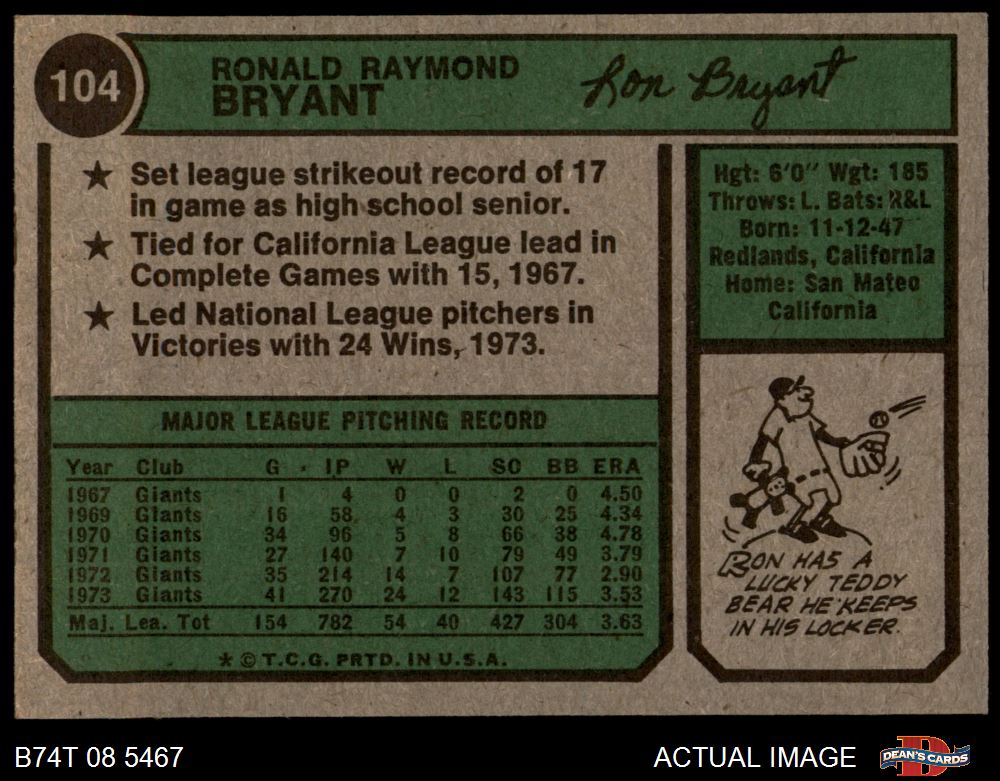 104
RONALD RAYMOND
BRYANT
Ron Bryant
★ Set league strikeout record of 17
in game as high school senior.
★ Tied for California League lead in
Complete Games with 15, 1967.
★ Led National League pitchers in
Victories with 24 Wins, 1973.
Hgt: 6'0" Wgt: 185
Throws: L. Bats: R&L
Born: 11-12-47
Redlands, California
Home: San Mateo
California
MAJOR LEAGUE PITCHING RECORD
Year Club G IP W L SO BB ERA
1967 Giants 1 4 0 0 2 0 4.50
1969 Giants 16 58 4 3 30 25 4.34
1970 Giants 34 96 5 8 66 38 4.78
1971 Giants 27 140 7 10 79 49 3.79
1972 Giants 35 214 14 7 107 77 2.90
1973 Giants 41 270 24 12 143 115 3.53
Maj. Lea. Tot 154 782 54 40 427 304 3.63
★ © T.C.G. PRTD. IN U.S.A.
RON HAS A
LUCKY TEDDY
BEAR HE KEEPS
IN HIS LOCKER.
B74T 08 5467
ACTUAL IMAGE
DEAN'S CARDS